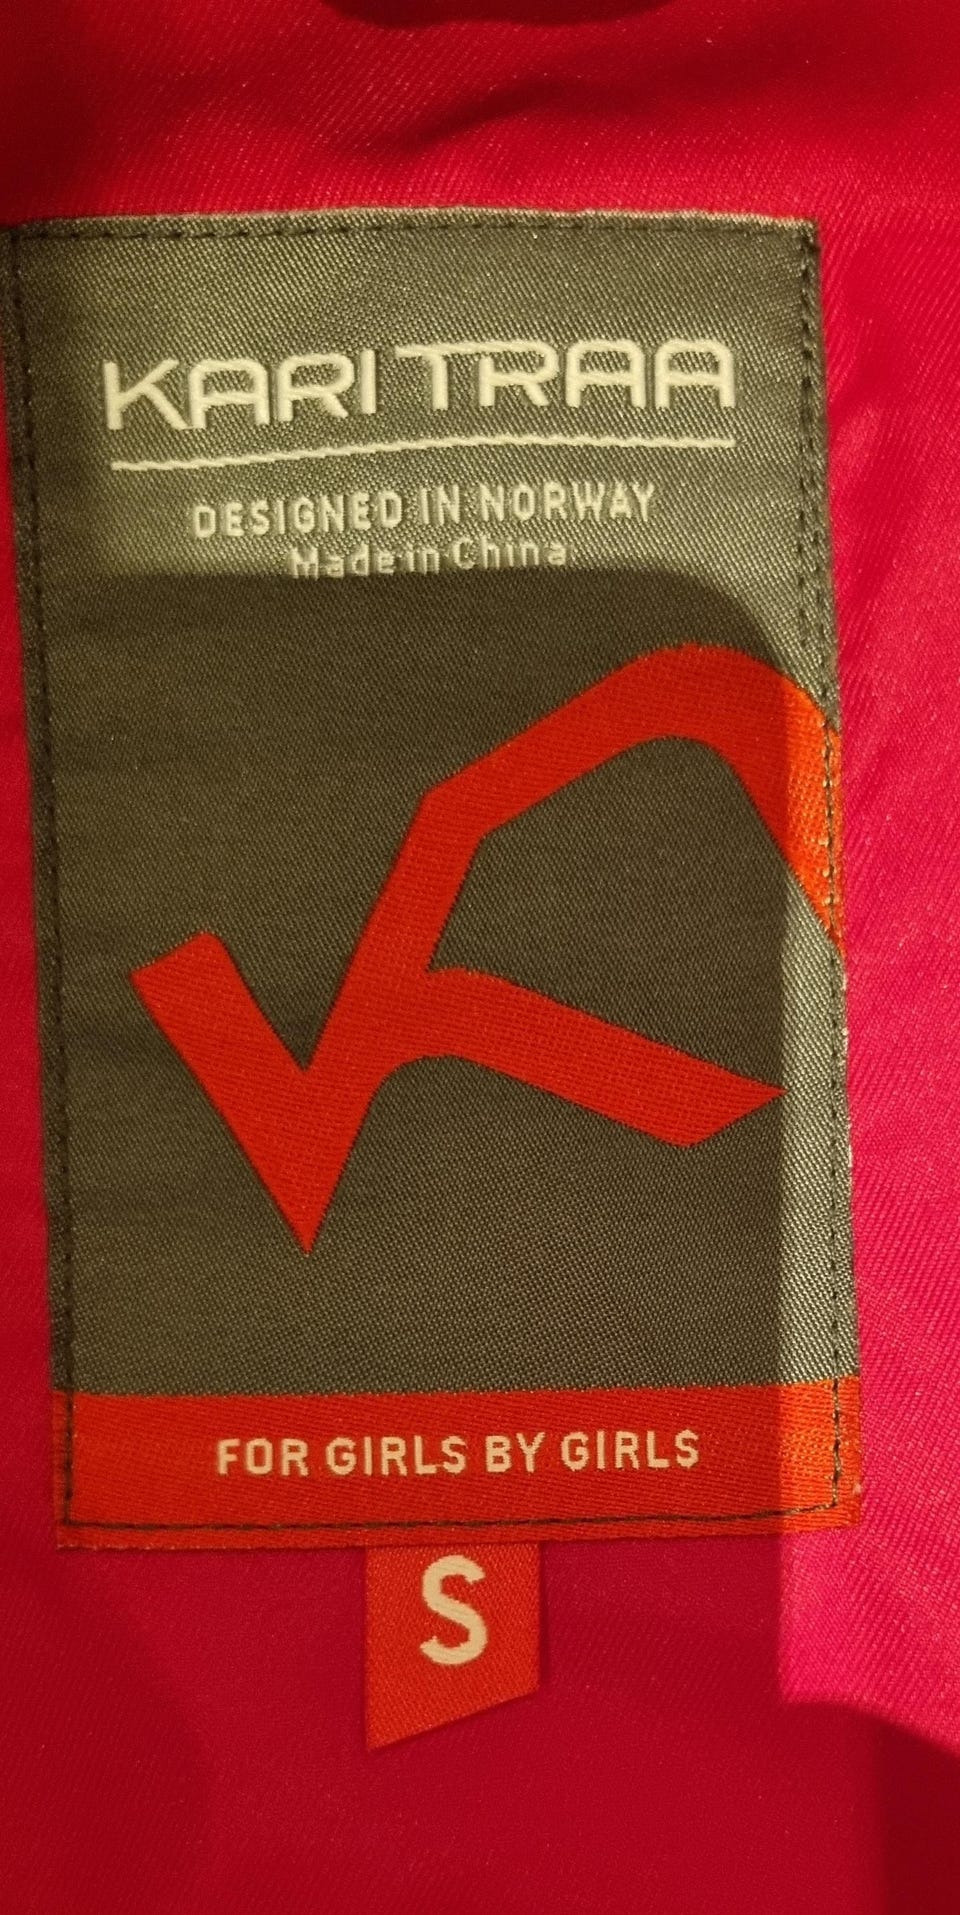 KARI TRAA
DESIGNED IN NORWAY
Made in China
FOR GIRLS BY GIRLS
S